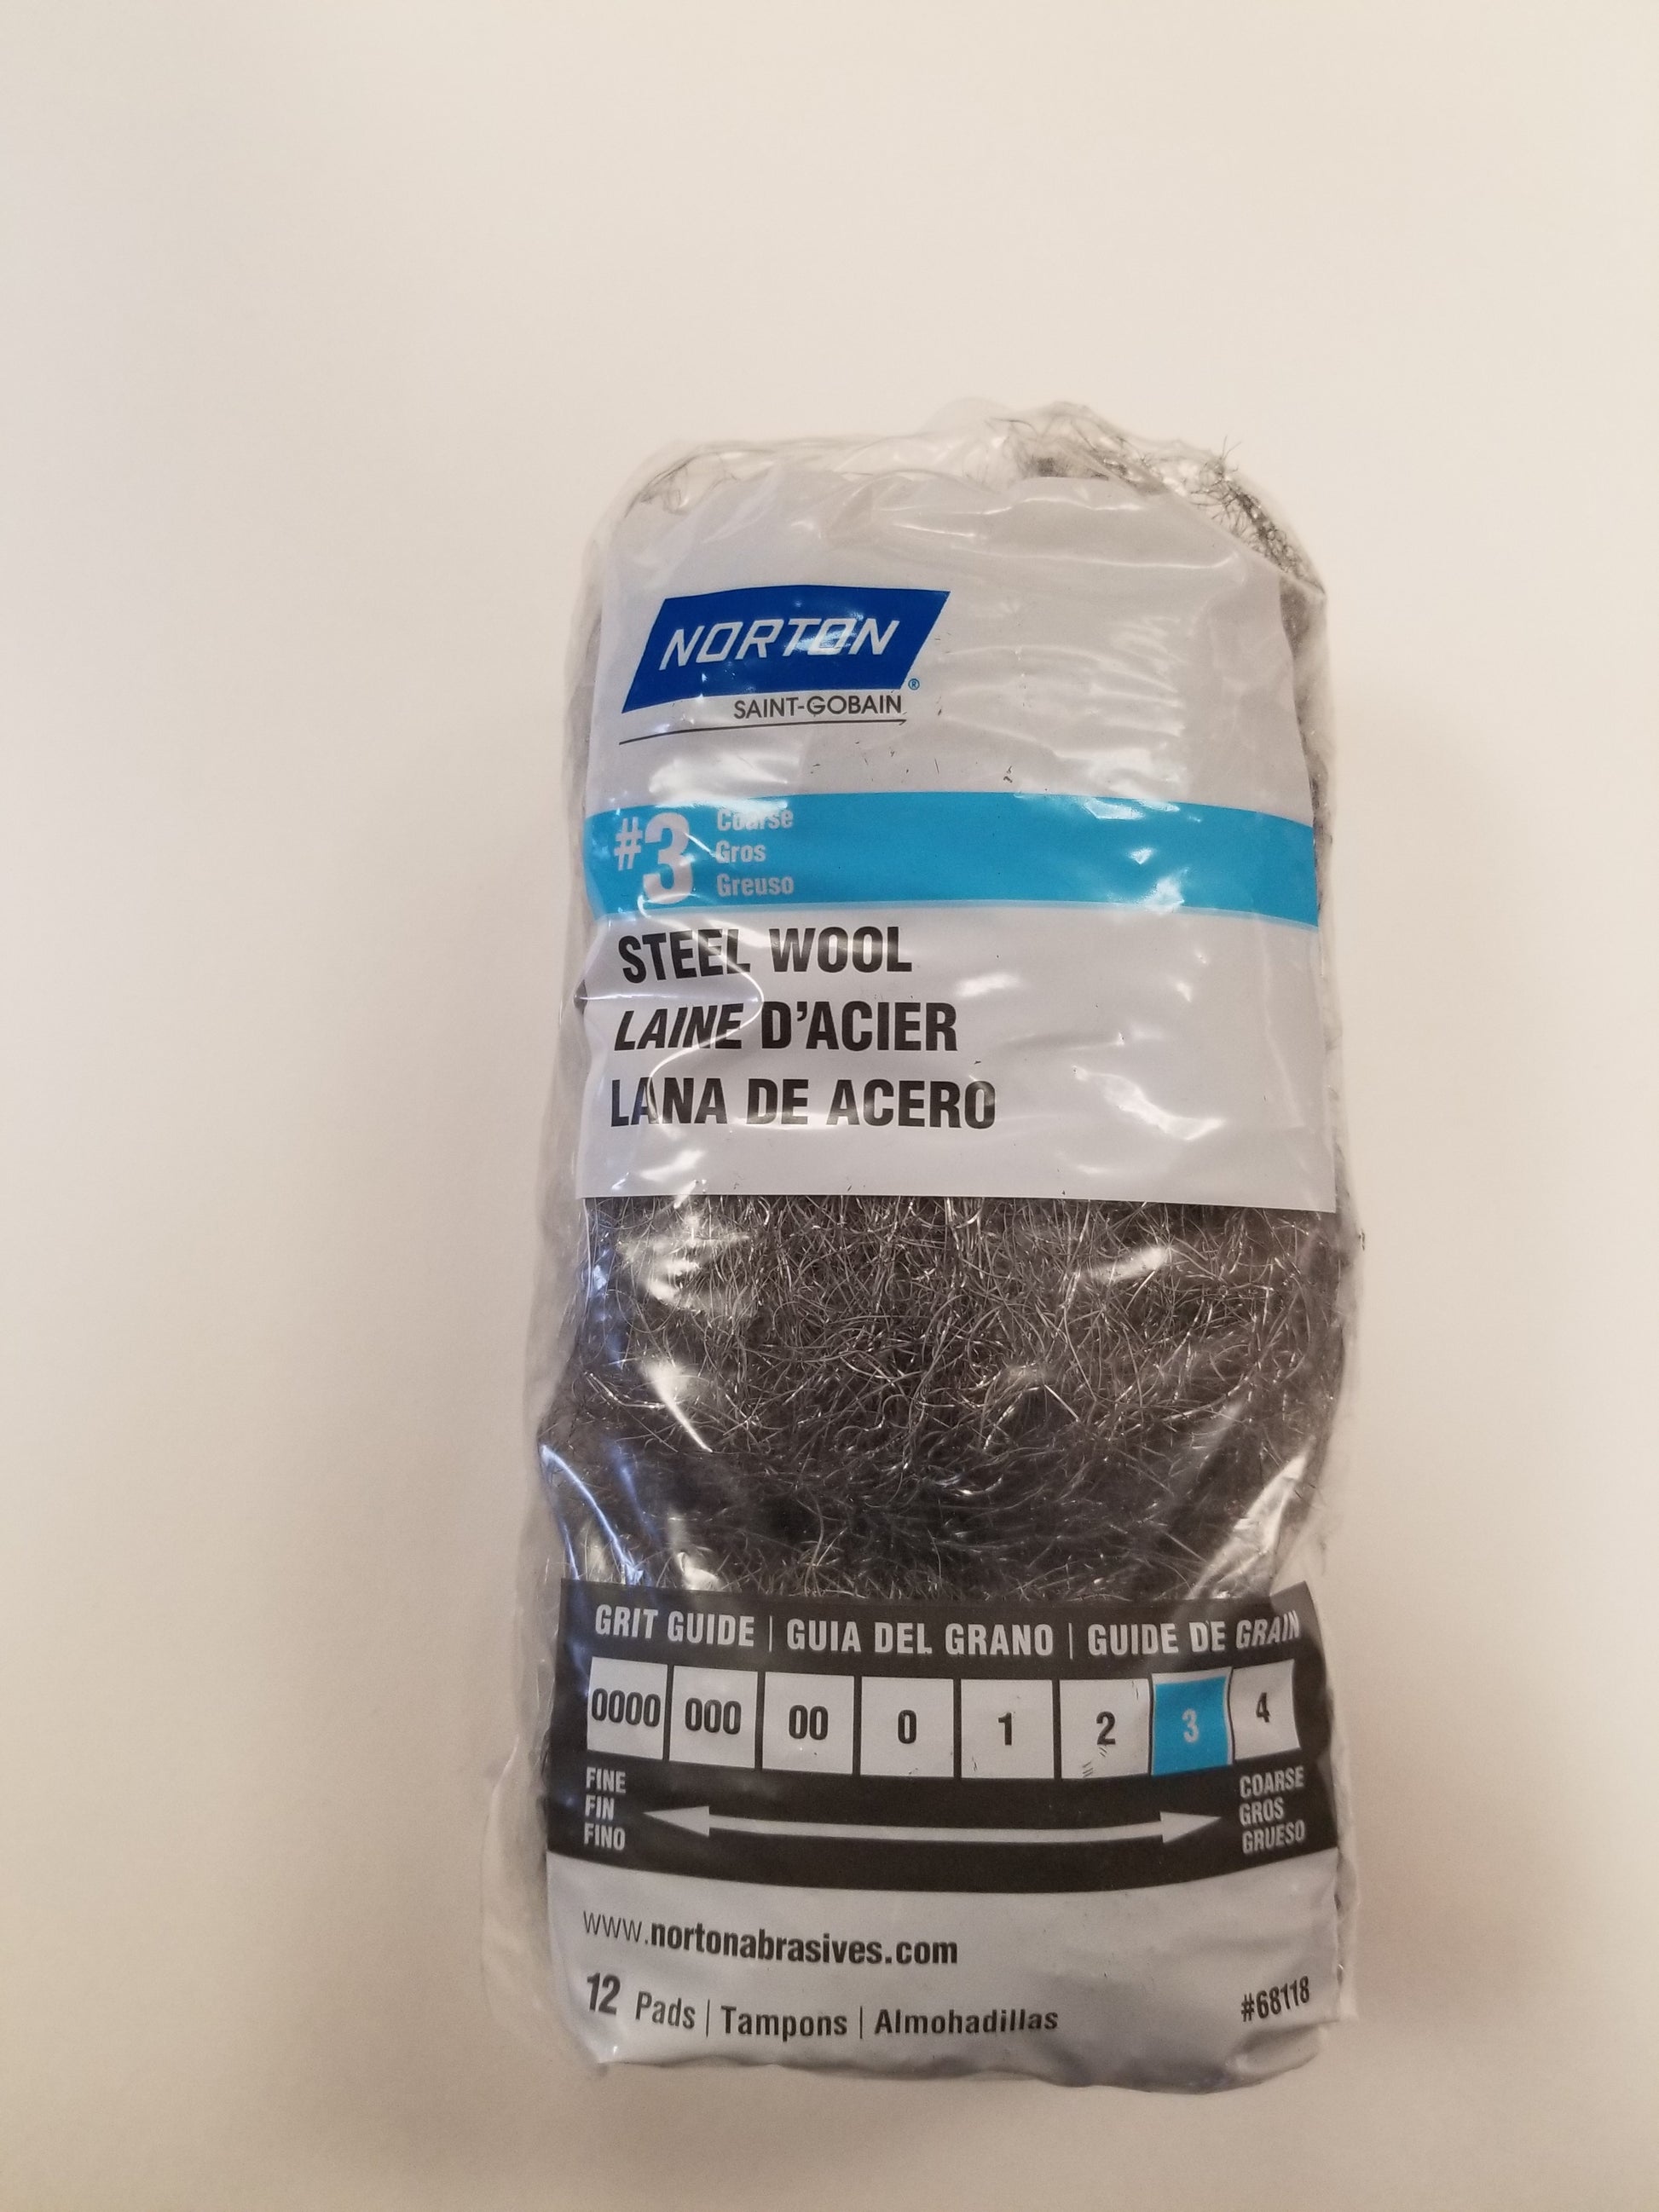 NORTON
®
SAINT-GOBAIN
#3
Coarse
Gros
Greuso
STEEL WOOL
LAINE D'ACIER
LANA DE ACERO
GRIT GUIDE | GUIA DEL GRANO | GUIDE DE GRAIN
0000 000 00 0 1 2 3 4
FINE
FIN
FINO
COARSE
GROS
GRUESO
www.nortonabrasives.com
12 Pads | Tampons | Almohadillas
#68118